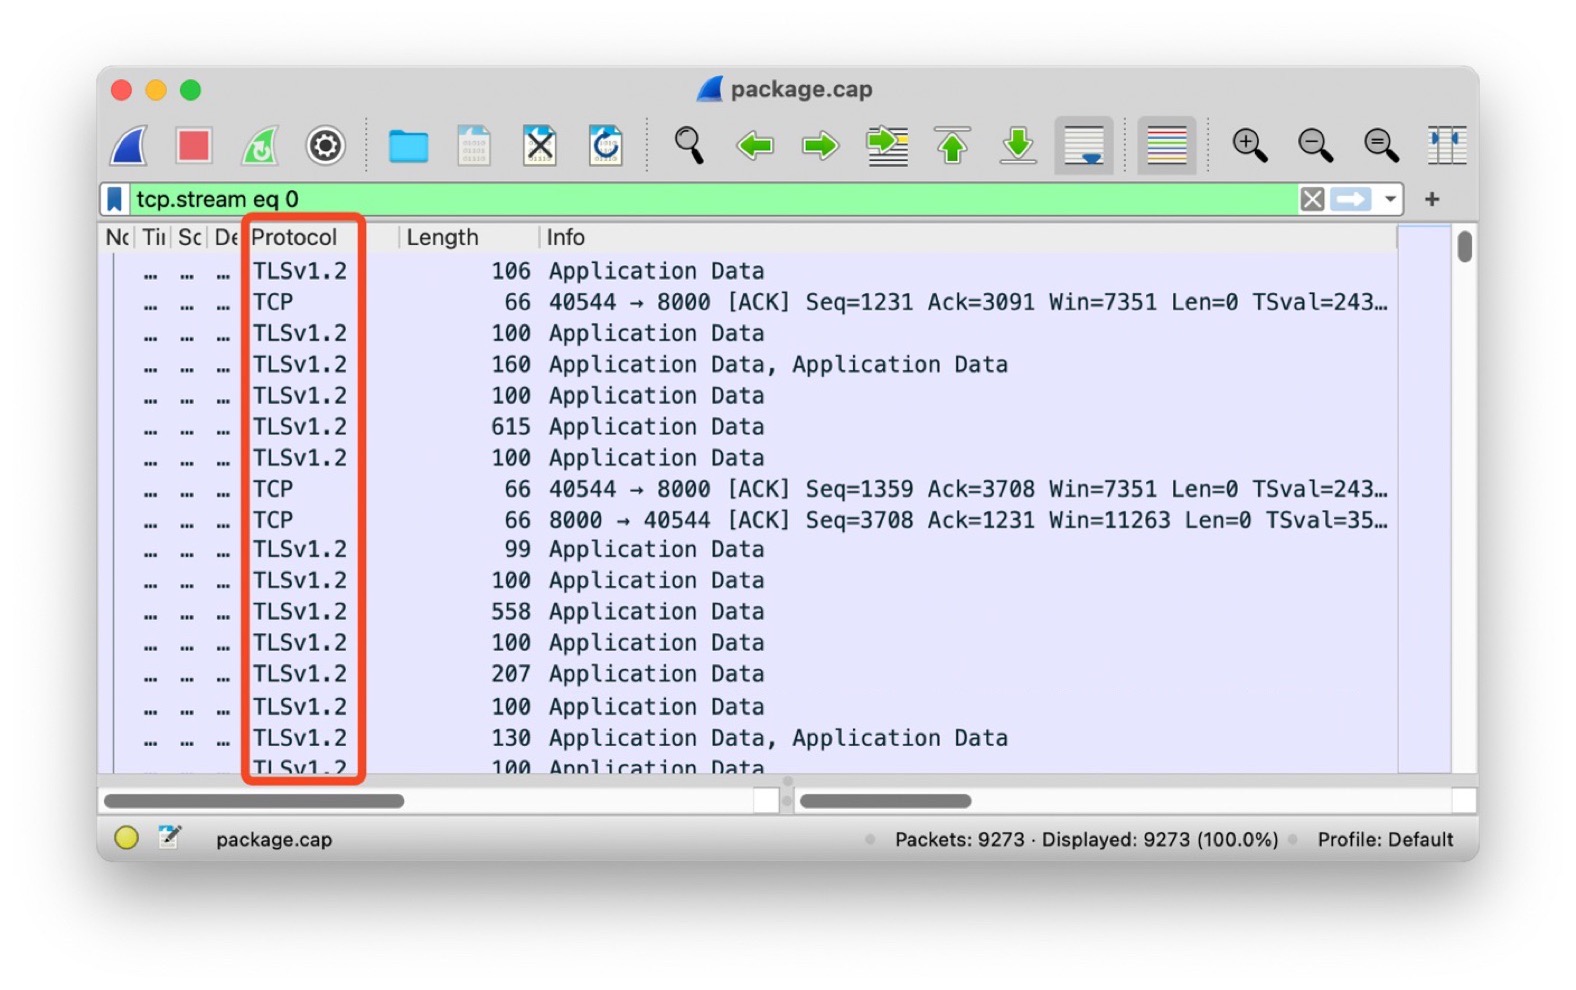 package.cap
tcp.stream eq 0
Nc Tii Sc De Protocol Length Info
… … … TLSv1.2 106 Application Data
… … … TCP 66 40544 → 8000 [ACK] Seq=1231 Ack=3091 Win=7351 Len=0 TSval=243…
… … … TLSv1.2 100 Application Data
… … … TLSv1.2 160 Application Data, Application Data
… … … TLSv1.2 100 Application Data
… … … TLSv1.2 615 Application Data
… … … TLSv1.2 100 Application Data
… … … TCP 66 40544 → 8000 [ACK] Seq=1359 Ack=3708 Win=7351 Len=0 TSval=243…
… … … TCP 66 8000 → 40544 [ACK] Seq=3708 Ack=1231 Win=11263 Len=0 TSval=35…
… … … TLSv1.2 99 Application Data
… … … TLSv1.2 100 Application Data
… … … TLSv1.2 558 Application Data
… … … TLSv1.2 100 Application Data
… … … TLSv1.2 207 Application Data
… … … TLSv1.2 100 Application Data
… … … TLSv1.2 130 Application Data, Application Data
TLSv1.2 100 Application Data
package.cap Packets: 9273 · Displayed: 9273 (100.0%) Profile: Default